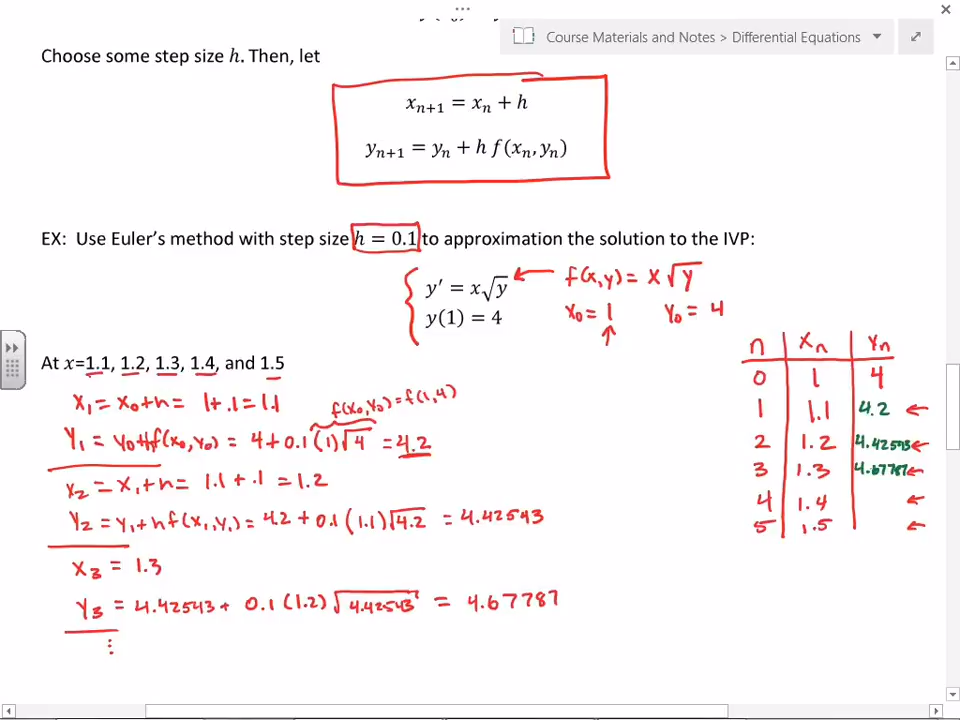 Course Materials and Notes > Differential Equations
Choose some step size h. Then, let
xₙ₊₁ = xₙ + h
yₙ₊₁ = yₙ + h f(xₙ, yₙ)
EX: Use Euler's method with step size h = 0.1 to approximation the solution to the IVP:
y′ = x√y
f(x,y) = x√y
y(1) = 4
x₀ = 1 y₀ = 4
At x=1.1, 1.2, 1.3, 1.4, and 1.5
x₁ = x₀+h = 1+.1 = 1.1
f(x₀,y₀) = f(1,4)
y₁ = y₀+hf(x₀,y₀) = 4+0.1(1)√4 = 4.2
x₂ = x₁+h = 1.1+.1 = 1.2
y₂ = y₁+hf(x₁,y₁) = 4.2+0.1(1.1)√4.2 = 4.42543
x₃ = 1.3
y₃ = 4.42543 + 0.1(1.2)√4.42543 = 4.67787
⋮
n xₙ yₙ
0 1 4
1 1.1 4.2 ←
2 1.2 4.42543 ←
3 1.3 4.67787 ←
4 1.4 ←
5 1.5 ←